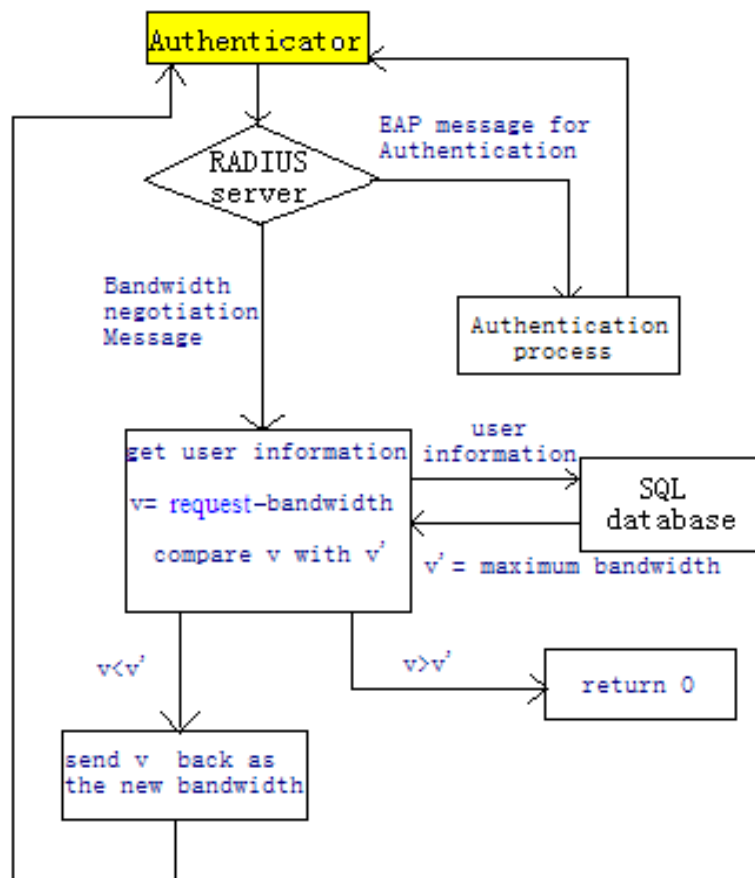 Authenticator
RADIUS
server
EAP message for
Authentication
Bandwidth
negotiation
Message
Authentication
process
get user information
v= request-bandwidth
compare v with v'
user
information
SQL
database
v'= maximum bandwidth
v<v'
v>v'
return 0
send v back as
the new bandwidth